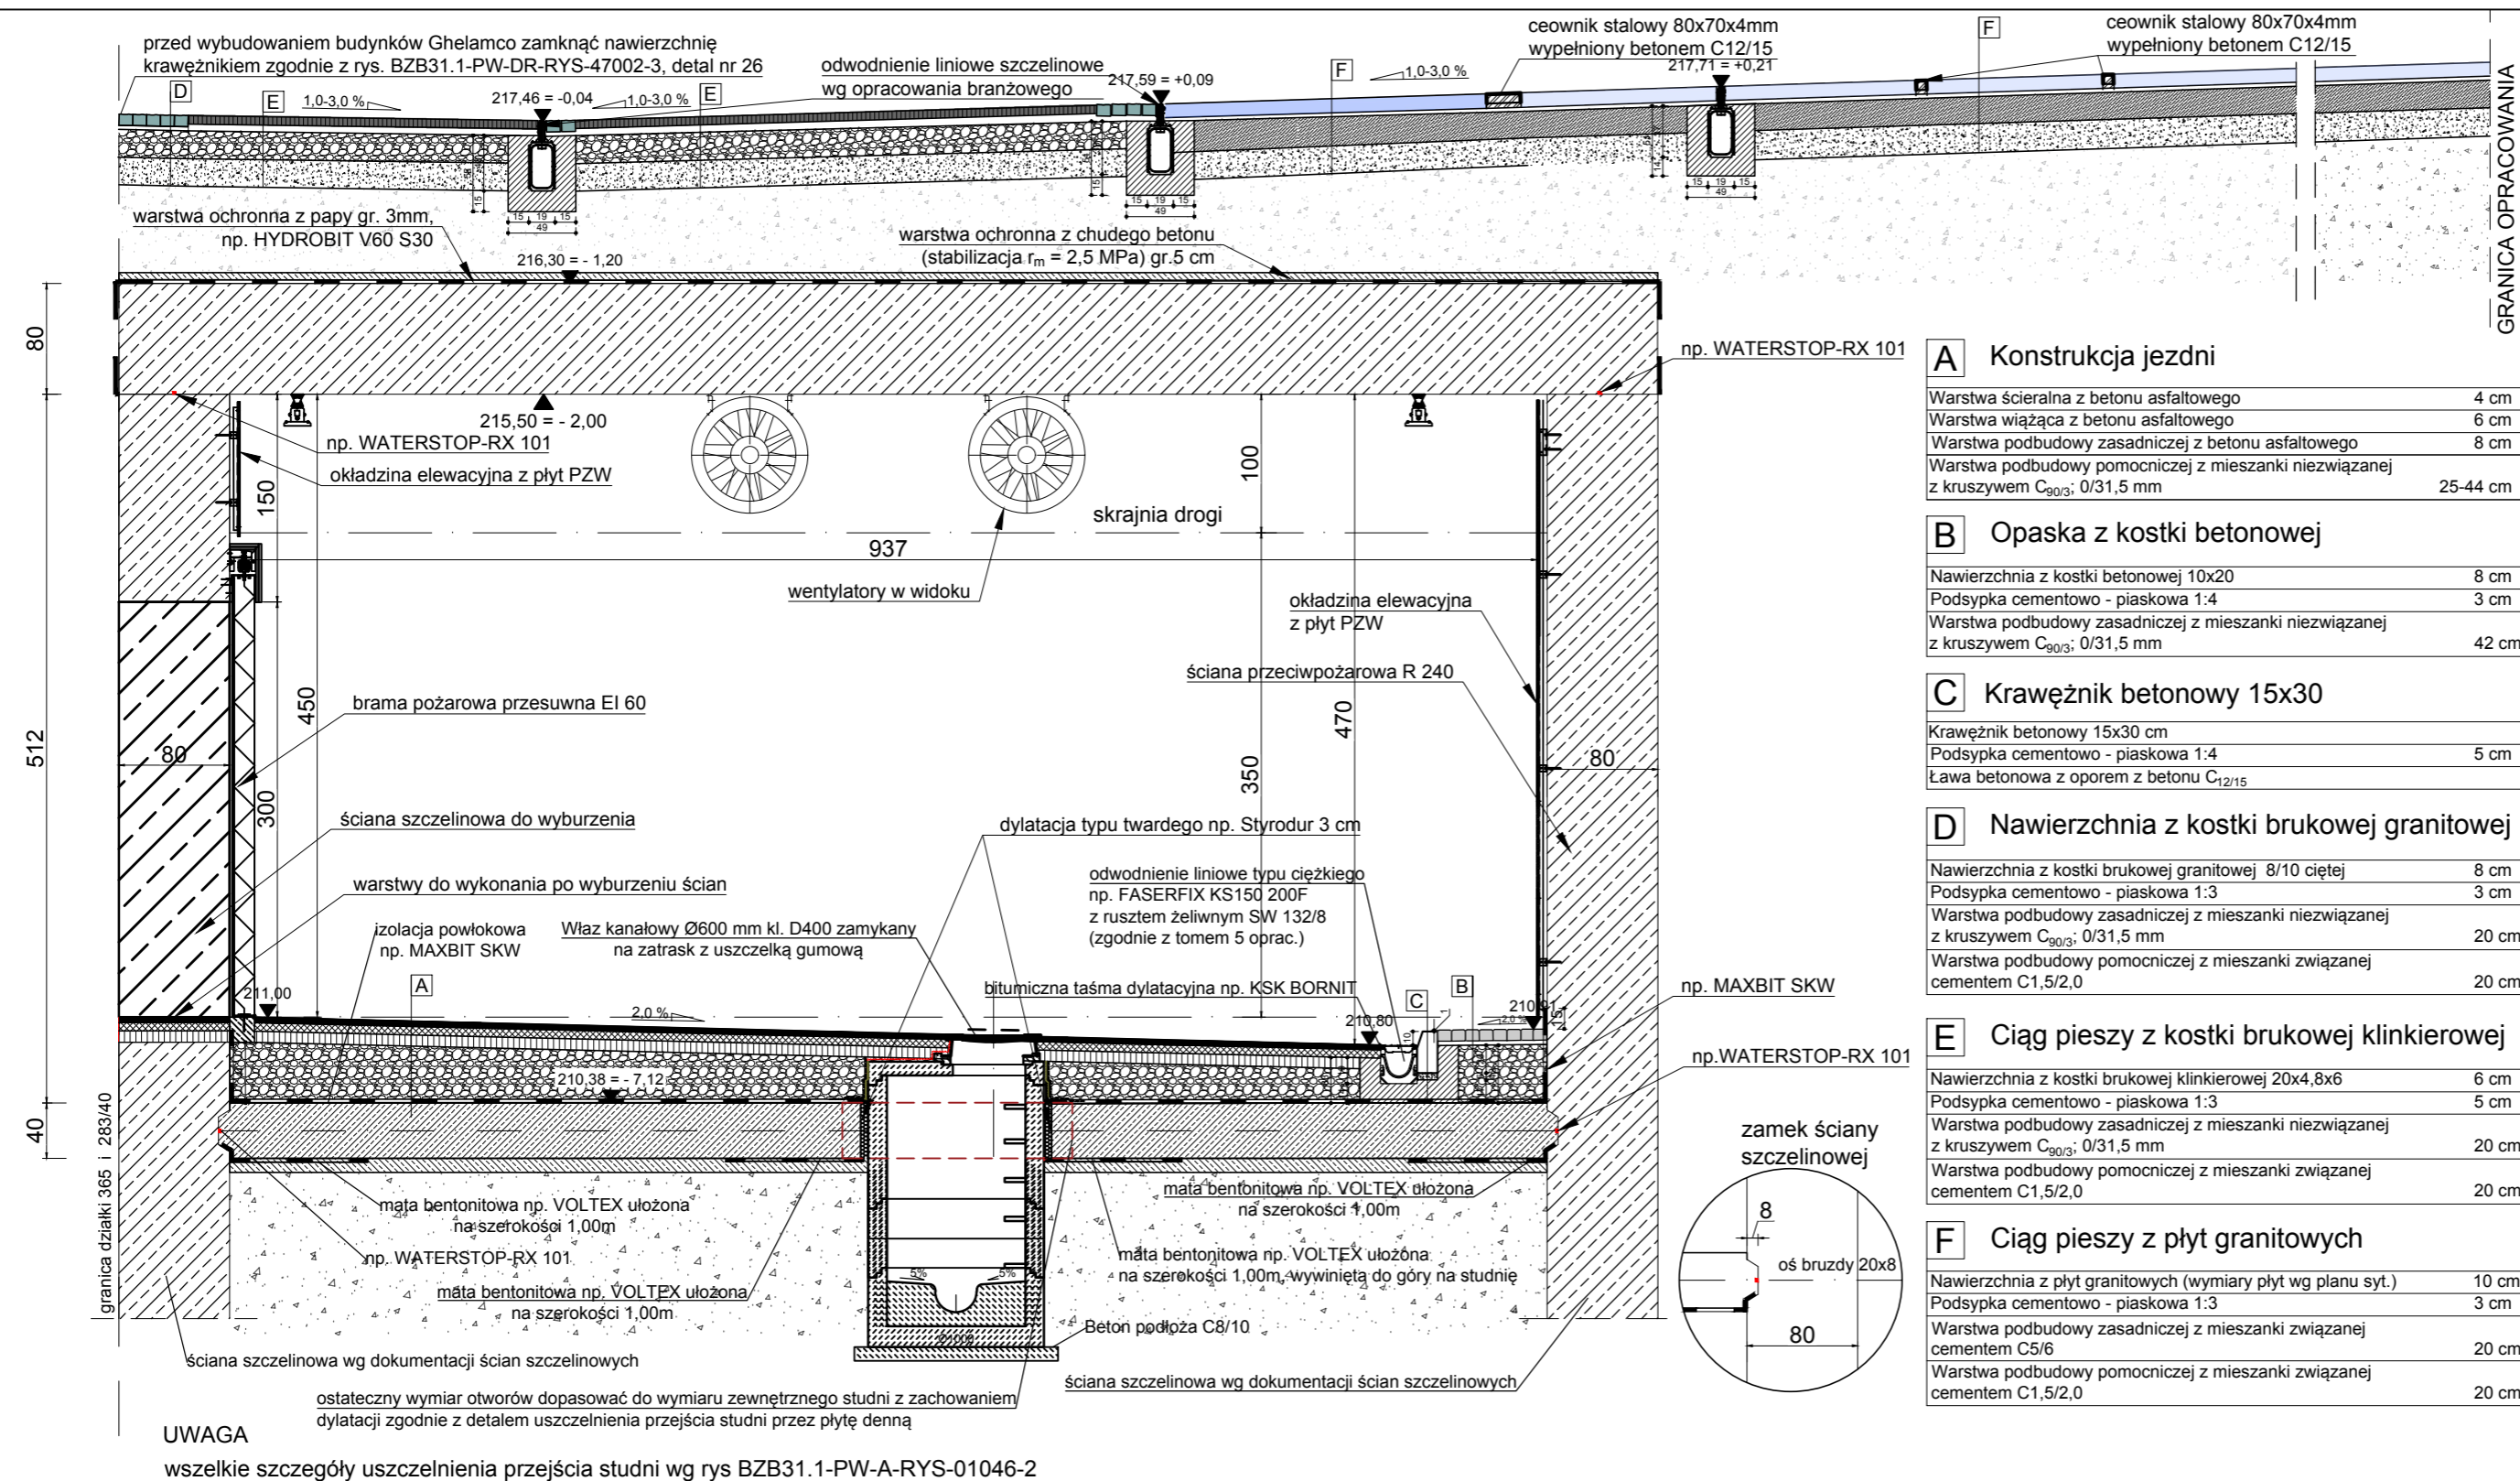 przed wybudowaniem budynków Ghelamco zamknąć nawierzchnię
krawężnikiem zgodnie z rys. BZB31.1-PW-DR-RYS-47002-3, detal nr 26
D
E
1,0-3,0 %
217,46 = -0,04
1,0-3,0 %
E
odwodnienie liniowe szczelinowe
wg opracowania branżowego
217,59 = +0,09
F
1,0-3,0 %
ceownik stalowy 80x70x4mm
wypełniony betonem C12/15
217,71 = +0,21
F
ceownik stalowy 80x70x4mm
wypełniony betonem C12/15
GRANICA OPRACOWANIA
15
15 19 15
49
15
15 19 15
49
14
15 19 15
49
warstwa ochronna z papy gr. 3mm,
np. HYDROBIT V60 S30
216,30 = - 1,20
warstwa ochronna z chudego betonu
(stabilizacja rm = 2,5 MPa) gr.5 cm
80
512
40
np. WATERSTOP-RX 101
215,50 = - 2,00
np. WATERSTOP-RX 101
okładzina elewacyjna z płyt PZW
150
100
skrajnia drogi
937
wentylatory w widoku
okładzina elewacyjna
z płyt PZW
ściana przeciwpożarowa R 240
450
brama pożarowa przesuwna EI 60
470
350
80
80
300
ściana szczelinowa do wyburzenia
dylatacja typu twardego np. Styrodur 3 cm
warstwy do wykonania po wyburzeniu ścian
odwodnienie liniowe typu ciężkiego
np. FASERFIX KS150 200F
z rusztem żeliwnym SW 132/8
(zgodnie z tomem 5 oprac.)
izolacja powłokowa
np. MAXBIT SKW
Właz kanałowy Ø600 mm kl. D400 zamykany
na zatrask z uszczelką gumową
A
bitumiczna taśma dylatacyjna np. KSK BORNIT
C
B
np. MAXBIT SKW
211,00
2,0 %
210,80
10
1
2,0 %
210,91
15
np.WATERSTOP-RX 101
210,38 = - 7,12
granica działki 365 i 283/40
mata bentonitowa np. VOLTEX ułożona
na szerokości 1,00m
mata bentonitowa np. VOLTEX ułożona
na szerokości 1,00m
np. WATERSTOP-RX 101
mata bentonitowa np. VOLTEX ułożona
na szerokości 1,00m, wywinięta do góry na studnię
mata bentonitowa np. VOLTEX ułożona
na szerokości 1,00m
5%
5%
Beton podłoża C8/10
ściana szczelinowa wg dokumentacji ścian szczelinowych
ściana szczelinowa wg dokumentacji ścian szczelinowych
ostateczny wymiar otworów dopasować do wymiaru zewnętrznego studni z zachowaniem
dylatacji zgodnie z detalem uszczelnienia przejścia studni przez płytę denną
UWAGA
wszelkie szczegóły uszczelnienia przejścia studni wg rys BZB31.1-PW-A-RYS-01046-2
zamek ściany
szczelinowej
8
oś bruzdy 20x8
80
A Konstrukcja jezdni
Warstwa ścieralna z betonu asfaltowego 4 cm
Warstwa wiążąca z betonu asfaltowego 6 cm
Warstwa podbudowy zasadniczej z betonu asfaltowego 8 cm
Warstwa podbudowy pomocniczej z mieszanki niezwiązanej
z kruszywem C90/3; 0/31,5 mm 25-44 cm
B Opaska z kostki betonowej
Nawierzchnia z kostki betonowej 10x20 8 cm
Podsypka cementowo - piaskowa 1:4 3 cm
Warstwa podbudowy zasadniczej z mieszanki niezwiązanej
z kruszywem C90/3; 0/31,5 mm 42 cm
C Krawężnik betonowy 15x30
Krawężnik betonowy 15x30 cm
Podsypka cementowo - piaskowa 1:4 5 cm
Ława betonowa z oporem z betonu C12/15
D Nawierzchnia z kostki brukowej granitowej
Nawierzchnia z kostki brukowej granitowej 8/10 ciętej 8 cm
Podsypka cementowo - piaskowa 1:3 3 cm
Warstwa podbudowy zasadniczej z mieszanki niezwiązanej
z kruszywem C90/3; 0/31,5 mm 20 cm
Warstwa podbudowy pomocniczej z mieszanki związanej
cementem C1,5/2,0 20 cm
E Ciąg pieszy z kostki brukowej klinkierowej
Nawierzchnia z kostki brukowej klinkierowej 20x4,8x6 6 cm
Podsypka cementowo - piaskowa 1:3 5 cm
Warstwa podbudowy zasadniczej z mieszanki niezwiązanej
z kruszywem C90/3; 0/31,5 mm 20 cm
Warstwa podbudowy pomocniczej z mieszanki związanej
cementem C1,5/2,0 20 cm
F Ciąg pieszy z płyt granitowych
Nawierzchnia z płyt granitowych (wymiary płyt wg planu syt.) 10 cm
Podsypka cementowo - piaskowa 1:3 3 cm
Warstwa podbudowy zasadniczej z mieszanki związanej
cementem C5/6 20 cm
Warstwa podbudowy pomocniczej z mieszanki związanej
cementem C1,5/2,0 20 cm